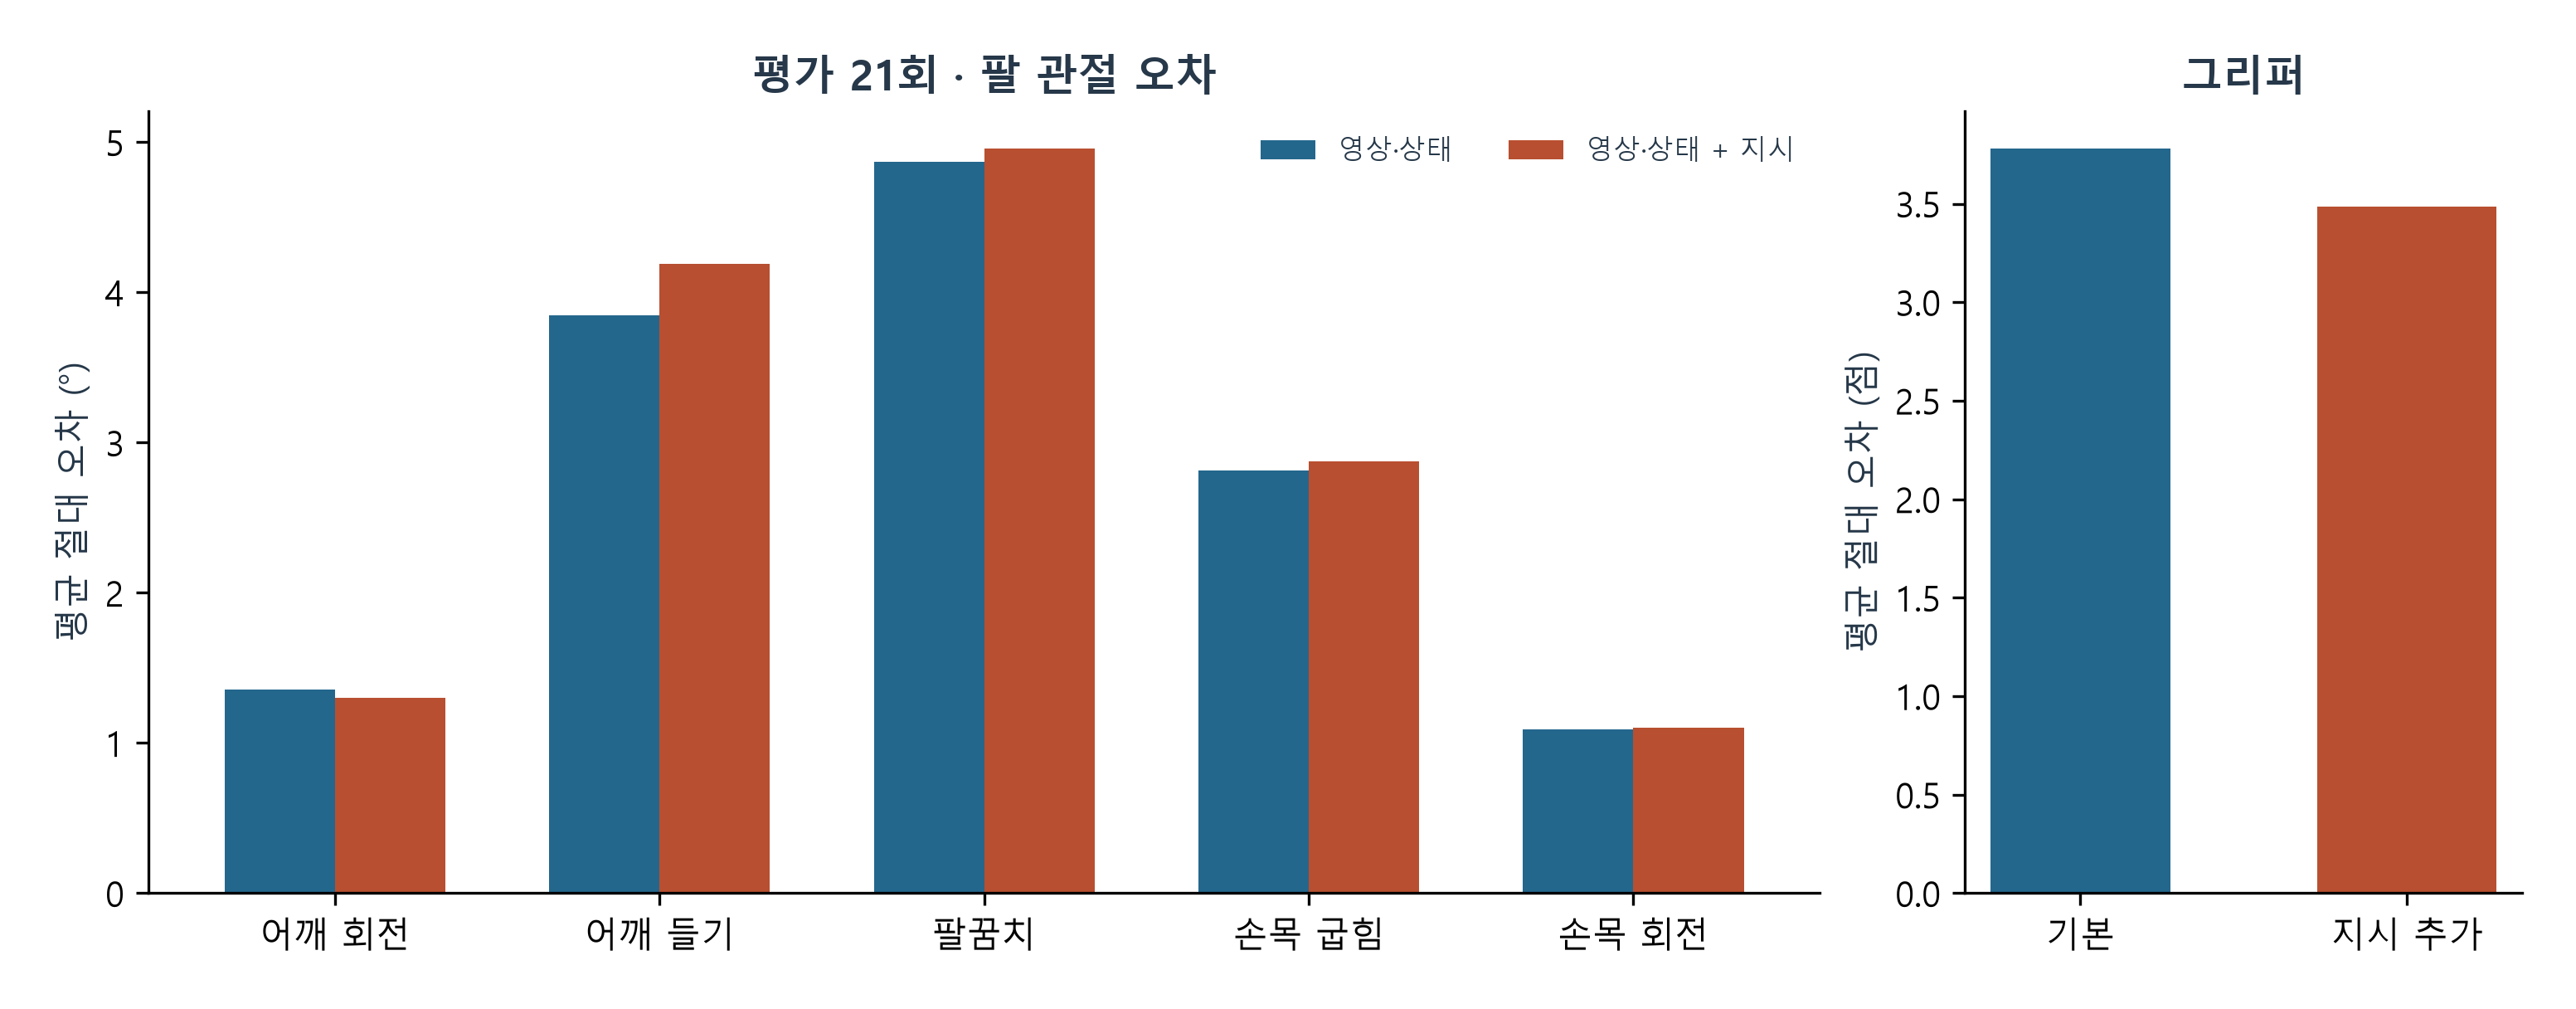 평가 21회 · 팔 관절 오차
영상·상태
영상·상태 + 지시
평균 절대 오차 (°)
5
4
3
2
1
0
어깨 회전
어깨 들기
팔꿈치
손목 굽힘
손목 회전
그리퍼
평균 절대 오차 (점)
3.5
3.0
2.5
2.0
1.5
1.0
0.5
0.0
기본
지시 추가